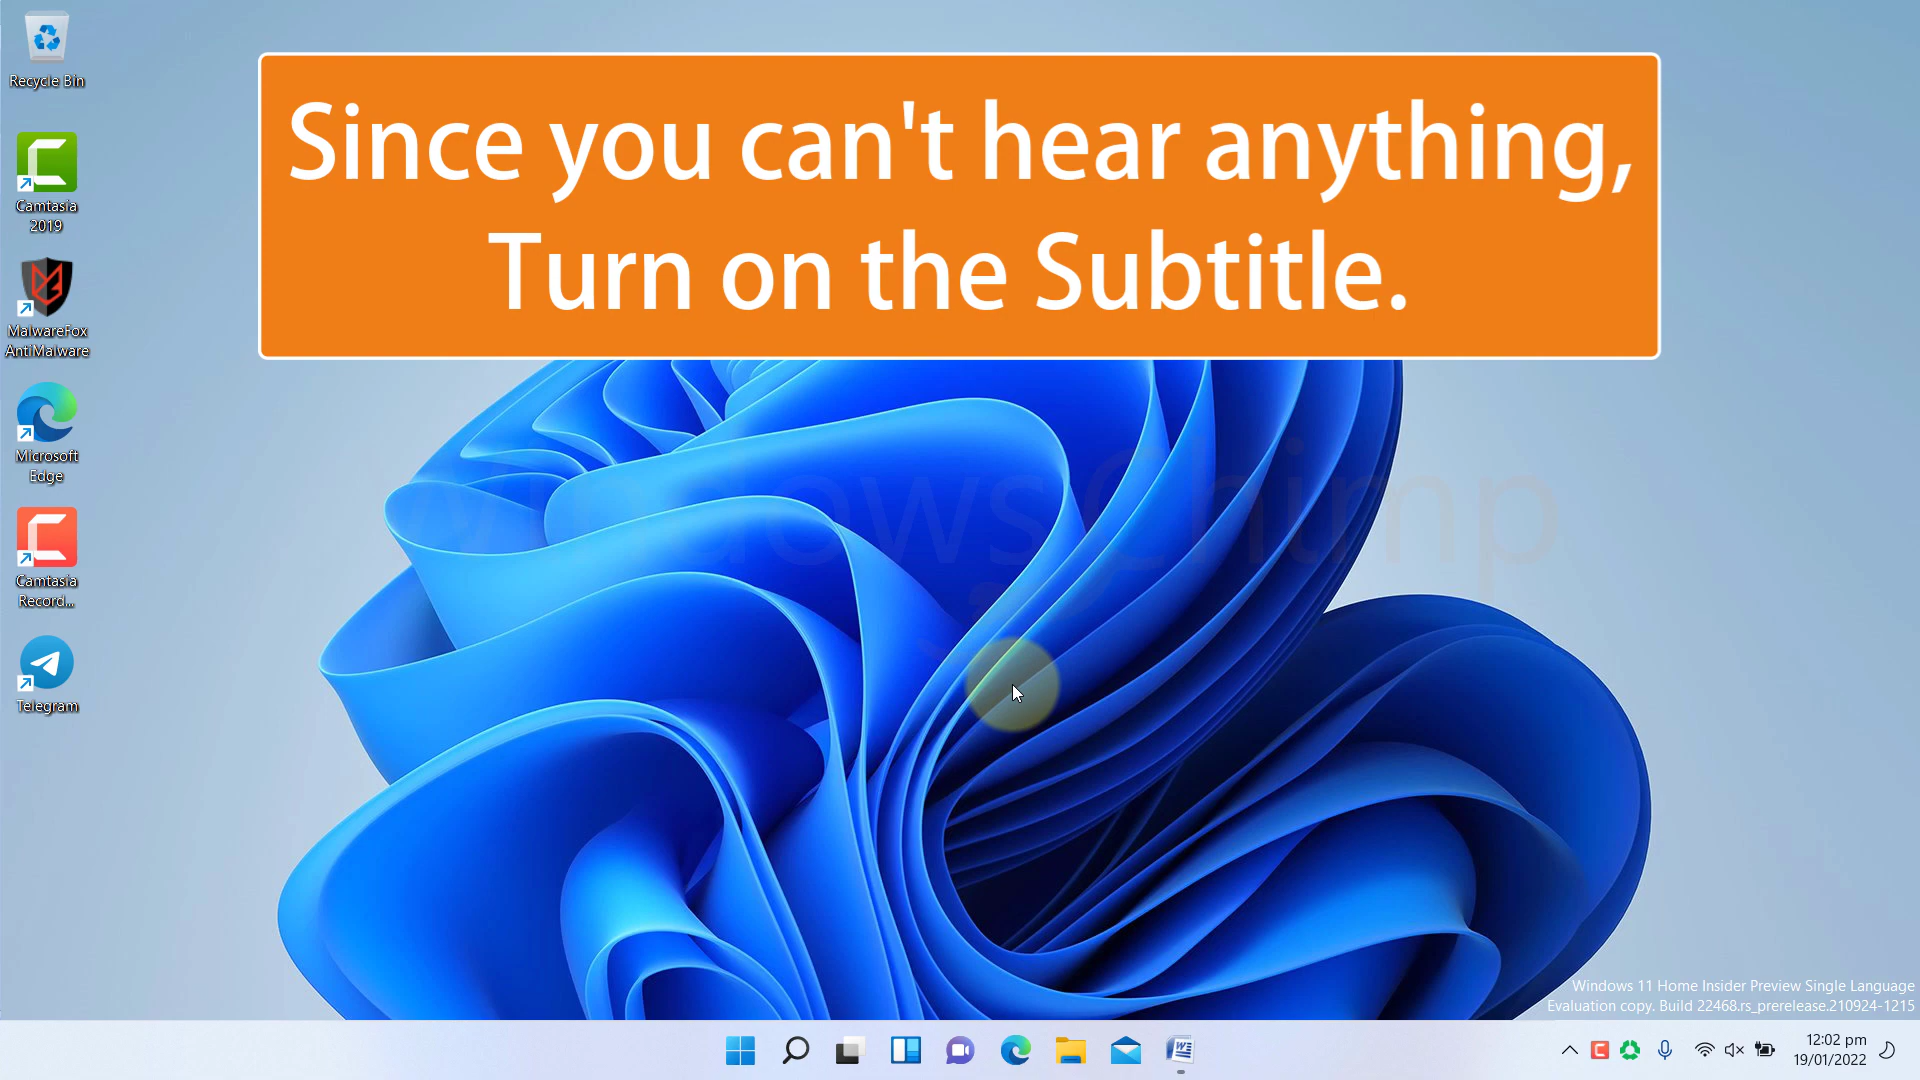 Since you can't hear anything,
Turn on the Subtitle.
Recycle Bin
Camtasia
2019
MalwareFox
AntiMalware
Microsoft
Edge
Camtasia
Record...
Telegram
WindowsChimp
Windows 11 Home Insider Preview Single Language
Evaluation copy. Build 22468.rs_prerelease.210924-1215
12:02 pm
19/01/2022